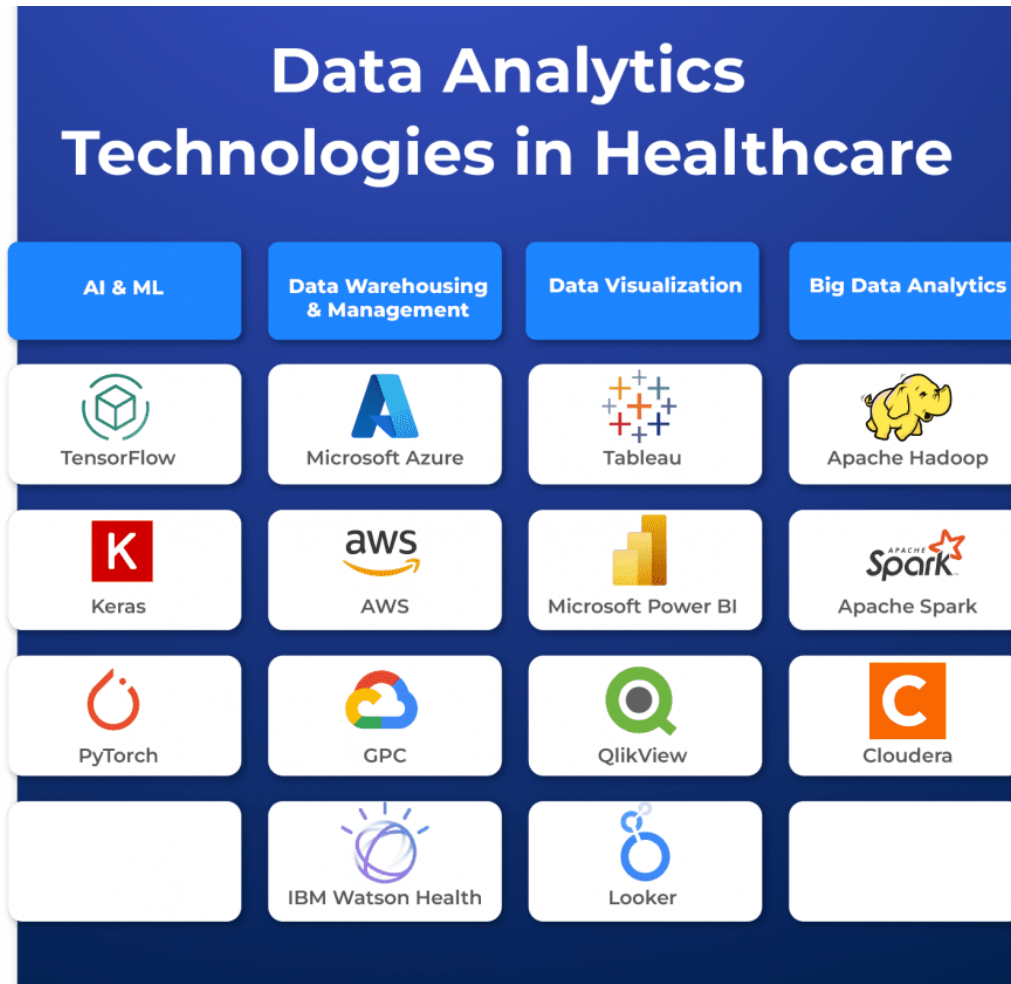 Data Analytics
Technologies in Healthcare
AI & ML
Data Warehousing
& Management
Data Visualization
Big Data Analytics
TensorFlow
Microsoft Azure
Tableau
Apache Hadoop
K
Keras
aws
AWS
Microsoft Power BI
APACHE
Spark
Apache Spark
PyTorch
GPC
QlikView
C
Cloudera
IBM Watson Health
Looker